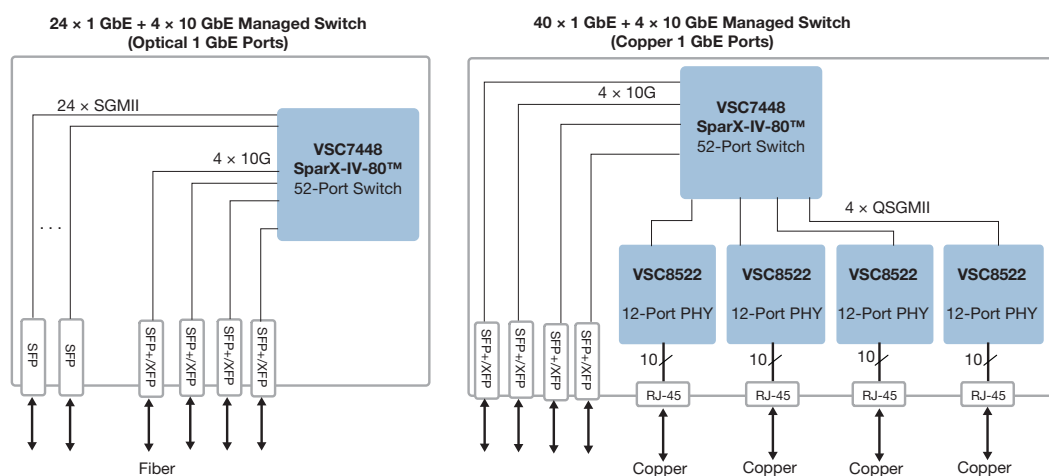 24 × 1 GbE + 4 × 10 GbE Managed Switch
(Optical 1 GbE Ports)
24 × SGMII
4 × 10G
VSC7448
SparX-IV-80™
52-Port Switch
. . .
SFP
SFP
SFP+/XFP
SFP+/XFP
SFP+/XFP
SFP+/XFP
Fiber
40 × 1 GbE + 4 × 10 GbE Managed Switch
(Copper 1 GbE Ports)
4 × 10G
VSC7448
SparX-IV-80™
52-Port Switch
4 × QSGMII
VSC8522
12-Port PHY
VSC8522
12-Port PHY
VSC8522
12-Port PHY
VSC8522
12-Port PHY
10
10
10
10
SFP+/XFP
SFP+/XFP
SFP+/XFP
SFP+/XFP
RJ-45
RJ-45
RJ-45
RJ-45
Copper
Copper
Copper
Copper